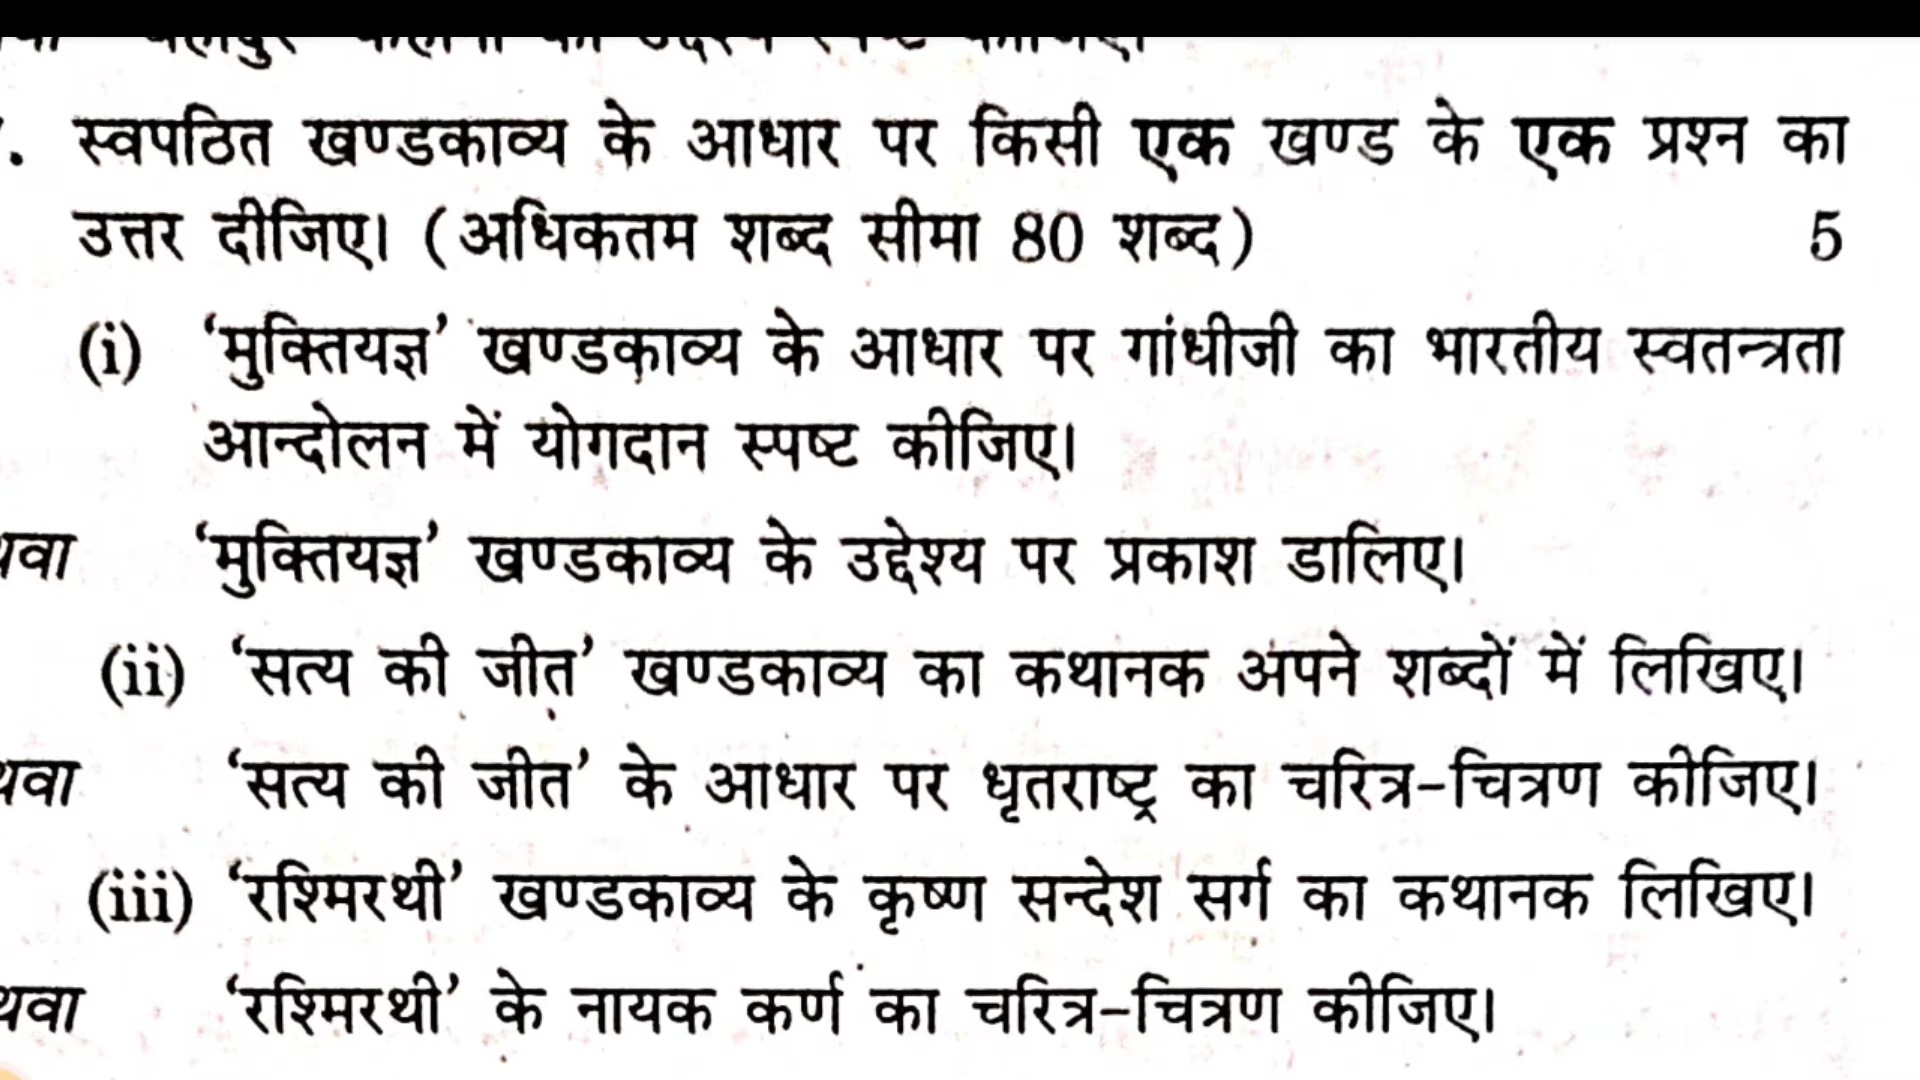 . स्वपठित खण्डकाव्य के आधार पर किसी एक खण्ड के एक प्रश्न का
उत्तर दीजिए। (अधिकतम शब्द सीमा 80 शब्द) 5
(i) ‘मुक्तियज्ञ’ खण्डकाव्य के आधार पर गांधीजी का भारतीय स्वतन्त्रता
आन्दोलन में योगदान स्पष्ट कीजिए।
‘मुक्तियज्ञ’ खण्डकाव्य के उद्देश्य पर प्रकाश डालिए।
(ii) ‘सत्य की जीत’ खण्डकाव्य का कथानक अपने शब्दों में लिखिए।
‘सत्य की जीत’ के आधार पर धृतराष्ट्र का चरित्र-चित्रण कीजिए।
(iii) ‘रश्मिरथी’ खण्डकाव्य के कृष्ण सन्देश सर्ग का कथानक लिखिए।
‘रश्मिरथी’ के नायक कर्ण का चरित्र-चित्रण कीजिए।